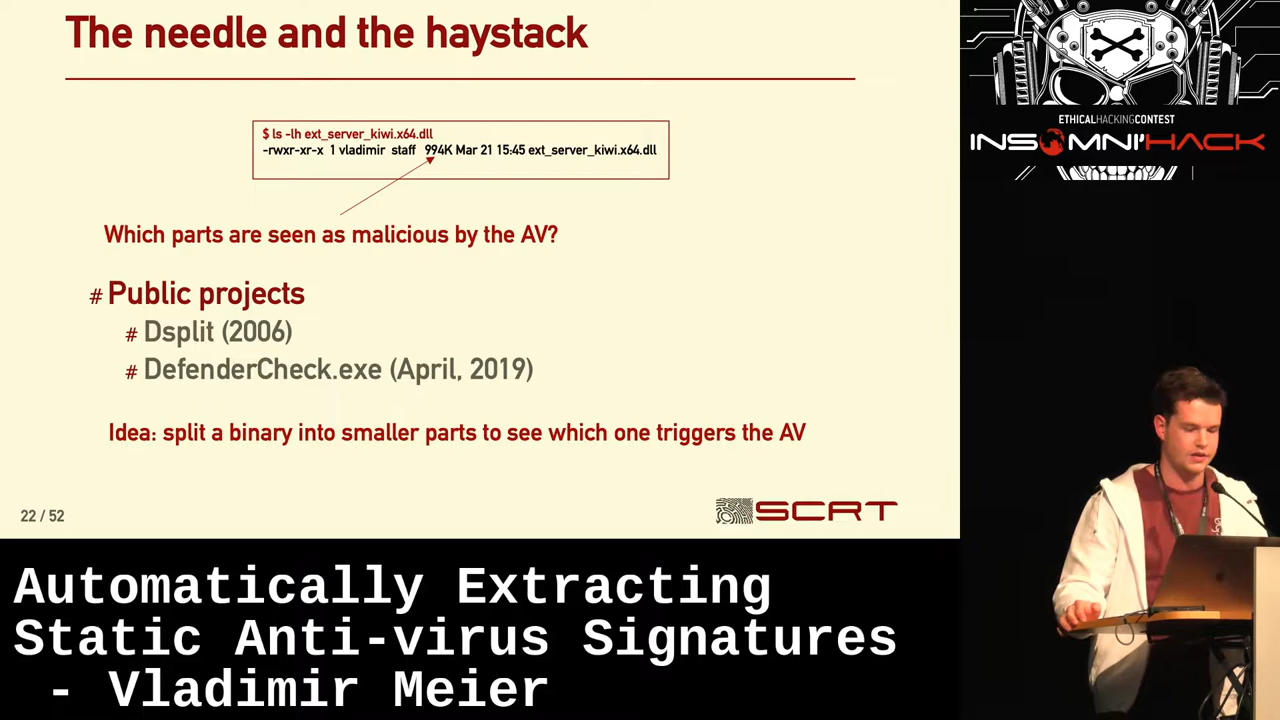 The needle and the haystack
$ ls -lh ext_server_kiwi.x64.dll
-rwxr-xr-x 1 vladimir staff 994K Mar 21 15:45 ext_server_kiwi.x64.dll
Which parts are seen as malicious by the AV?
# Public projects
# Dsplit (2006)
# DefenderCheck.exe (April, 2019)
Idea: split a binary into smaller parts to see which one triggers the AV
22 / 52
SCRT
ETHICALHACKINGCONTEST
INSOMNI'HACK
Automatically Extracting
Static Anti-virus Signatures
- Vladimir Meier